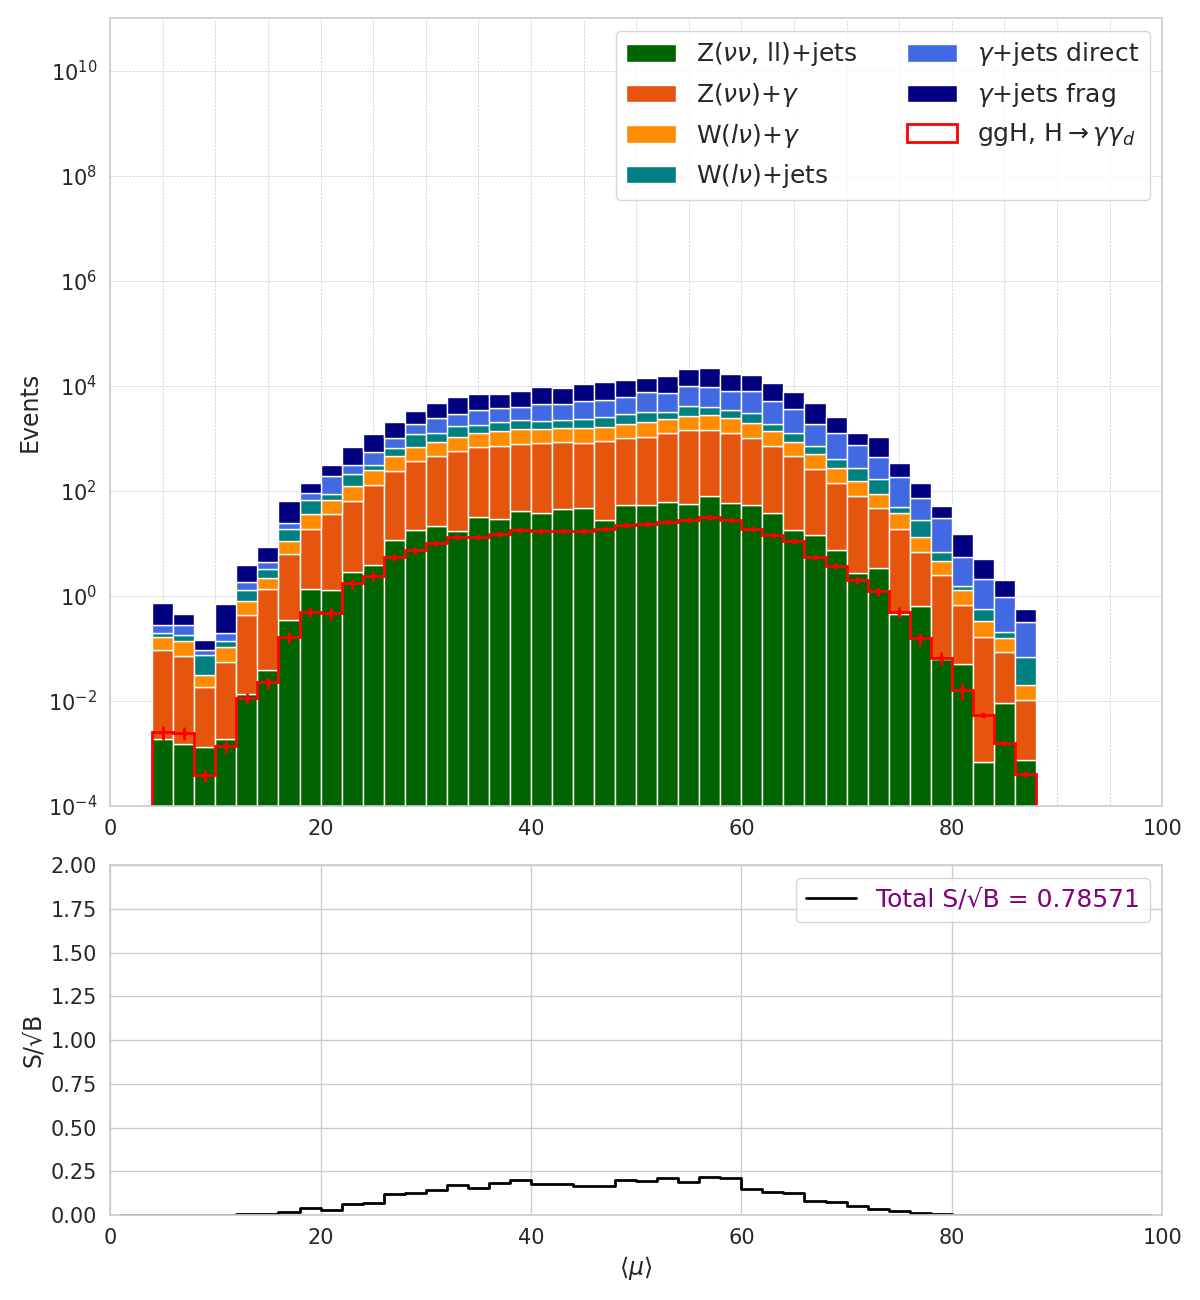 Z(νν, ll)+jets
Z(νν)+γ
W(lν)+γ
W(lν)+jets
γ+jets direct
γ+jets frag
ggH, H→γγ_d
Events
10^10
10^8
10^6
10^4
10^2
10^0
10^−2
10^−4
0 20 40 60 80 100
Total S/√B = 0.78571
S/√B
2.00
1.75
1.50
1.25
1.00
0.75
0.50
0.25
0.00
0 20 40 60 80 100
⟨μ⟩